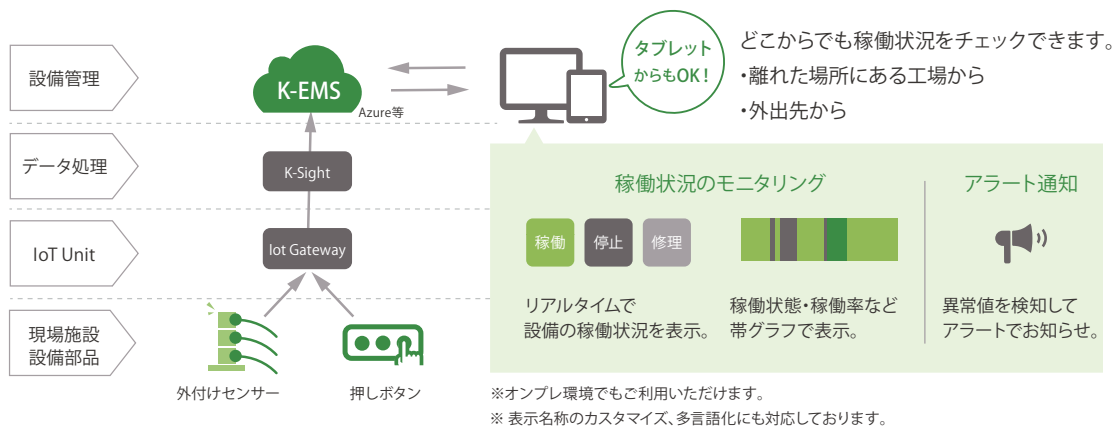 設備管理
K-EMS
Azure等
タブレット
からもOK！
どこからでも稼働状況をチェックできます。
・離れた場所にある工場から
・外出先から
データ処理
K-Sight
IoT Unit
Iot Gateway
現場施設
設備部品
外付けセンサー
押しボタン
稼働状況のモニタリング
稼働
停止
修理
リアルタイムで
設備の稼働状況を表示。
稼働状態・稼働率など
帯グラフで表示。
アラート通知
異常値を検知して
アラートでお知らせ。
※オンプレ環境でもご利用いただけます。
※ 表示名称のカスタマイズ、多言語化にも対応しております。